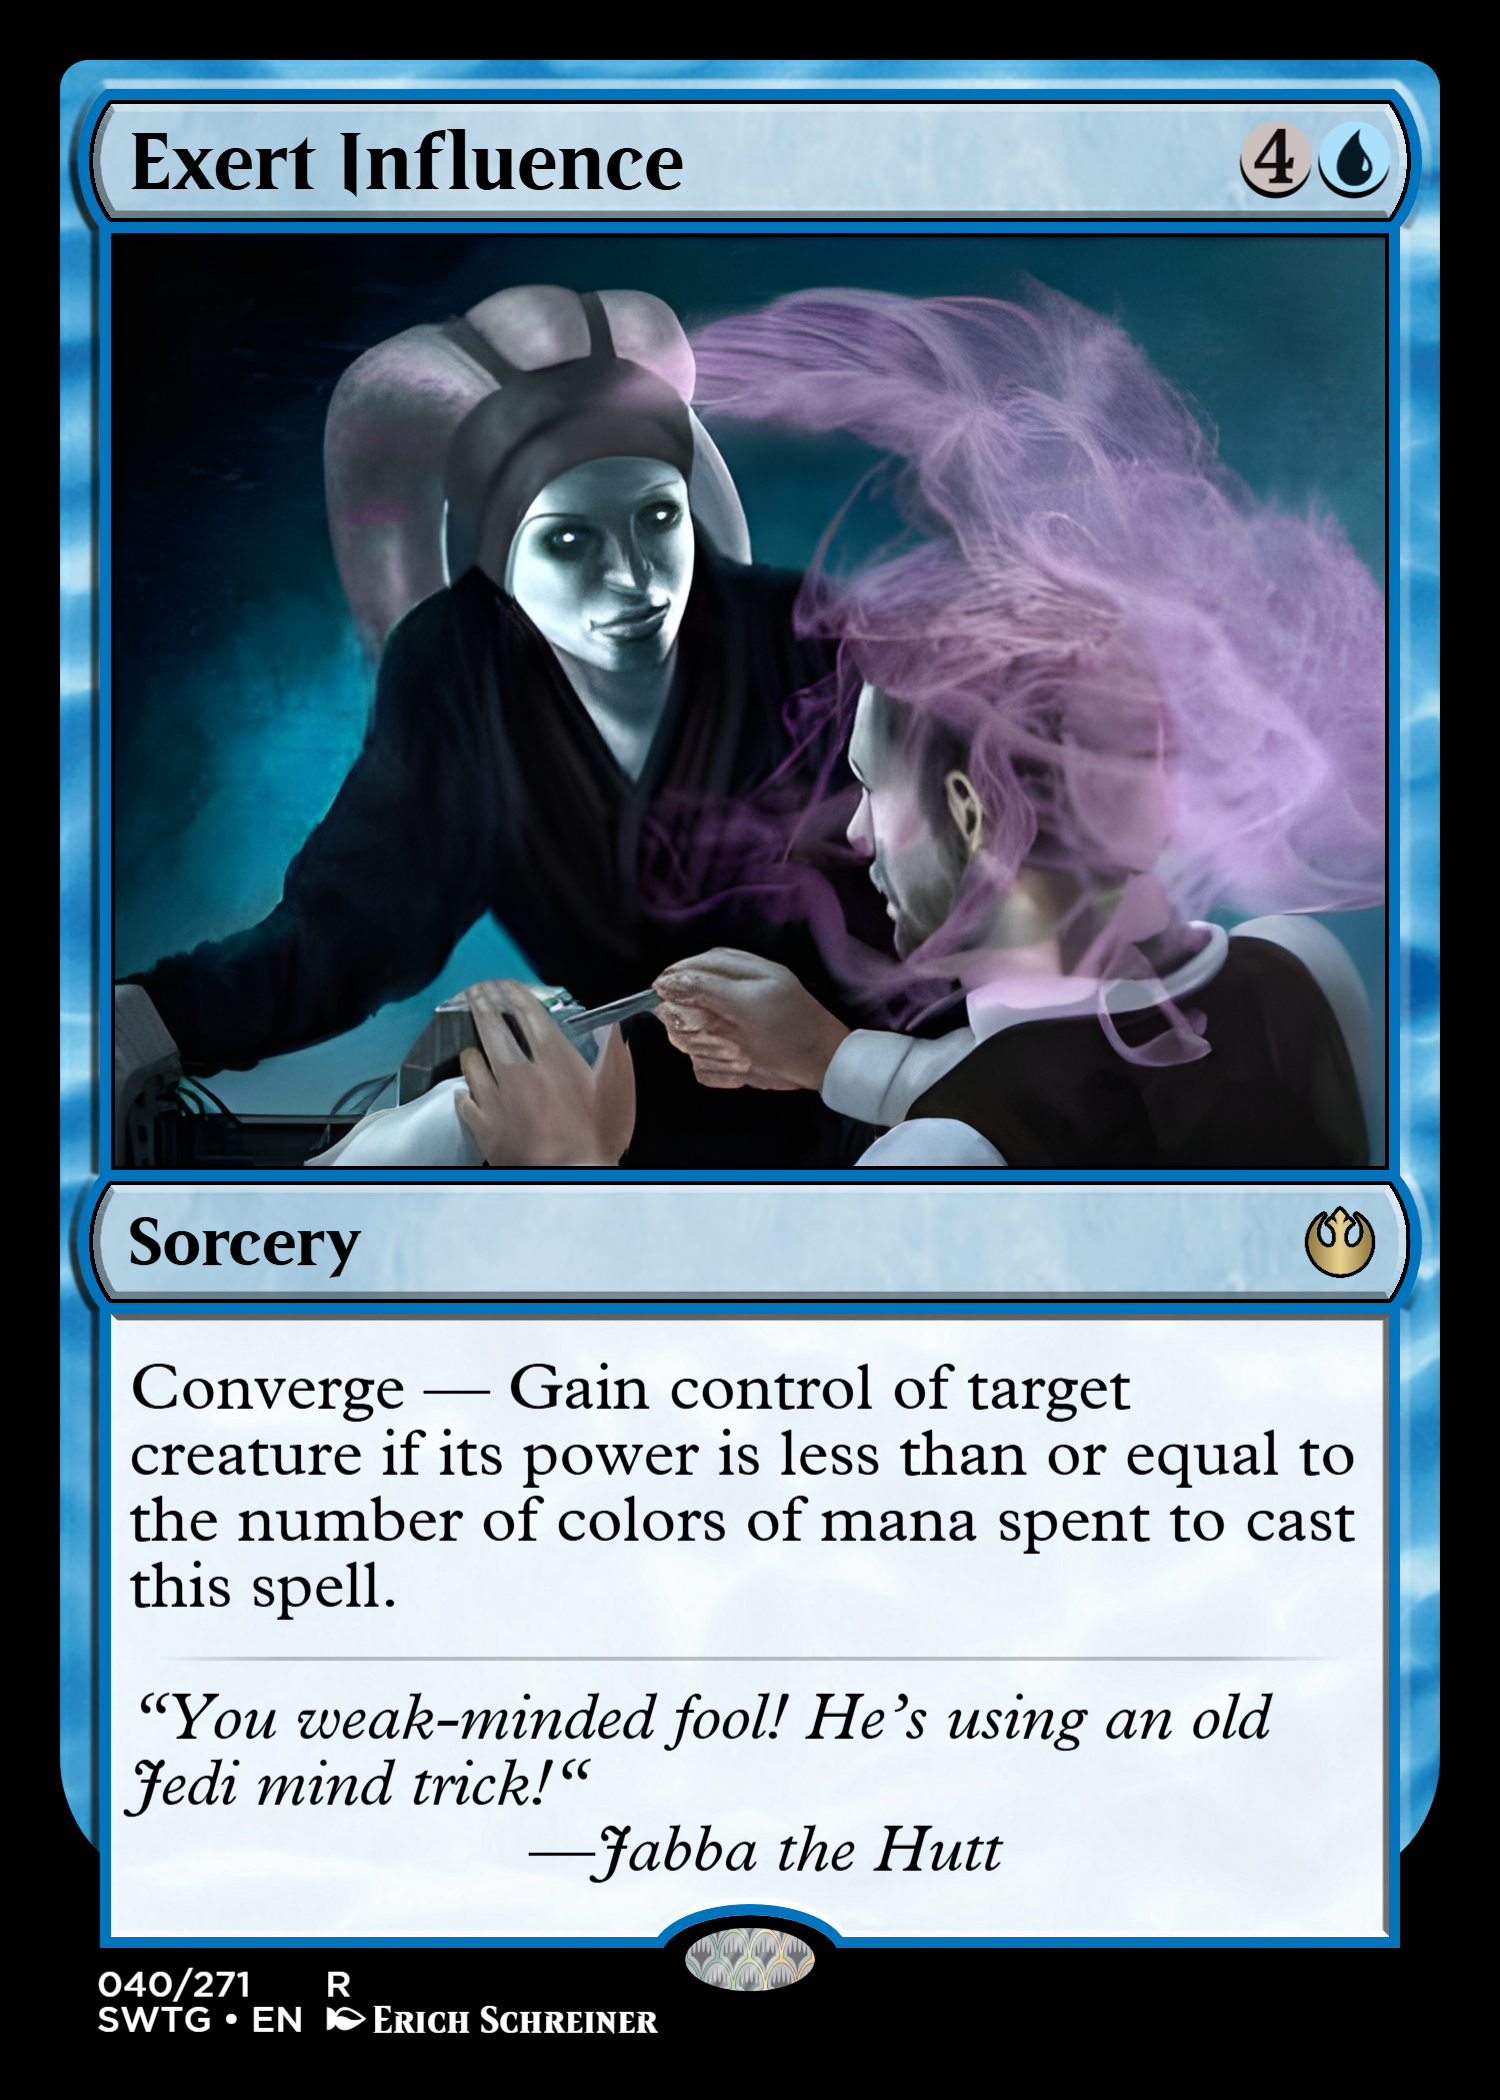 Exert Influence 4
Sorcery
Converge — Gain control of target
creature if its power is less than or equal to
the number of colors of mana spent to cast
this spell.
“You weak-minded fool! He’s using an old
Jedi mind trick!“
—Jabba the Hutt
040/271 R
SWTG • EN Erich Schreiner